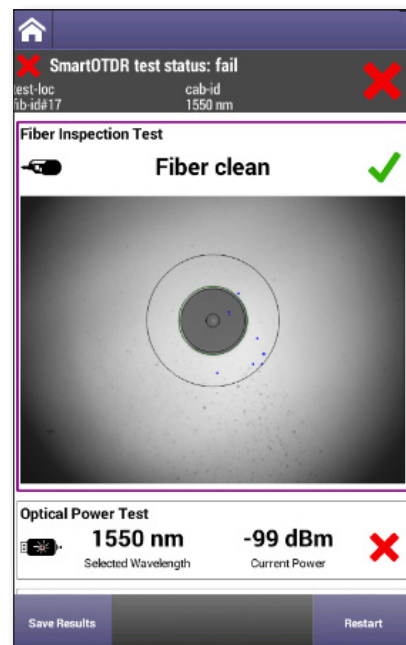 SmartOTDR test status: fail
test-loc cab-id
fib-id#17 1550 nm
Fiber Inspection Test
Fiber clean
Optical Power Test
1550 nm -99 dBm
Selected Wavelength Current Power
Save Results Restart